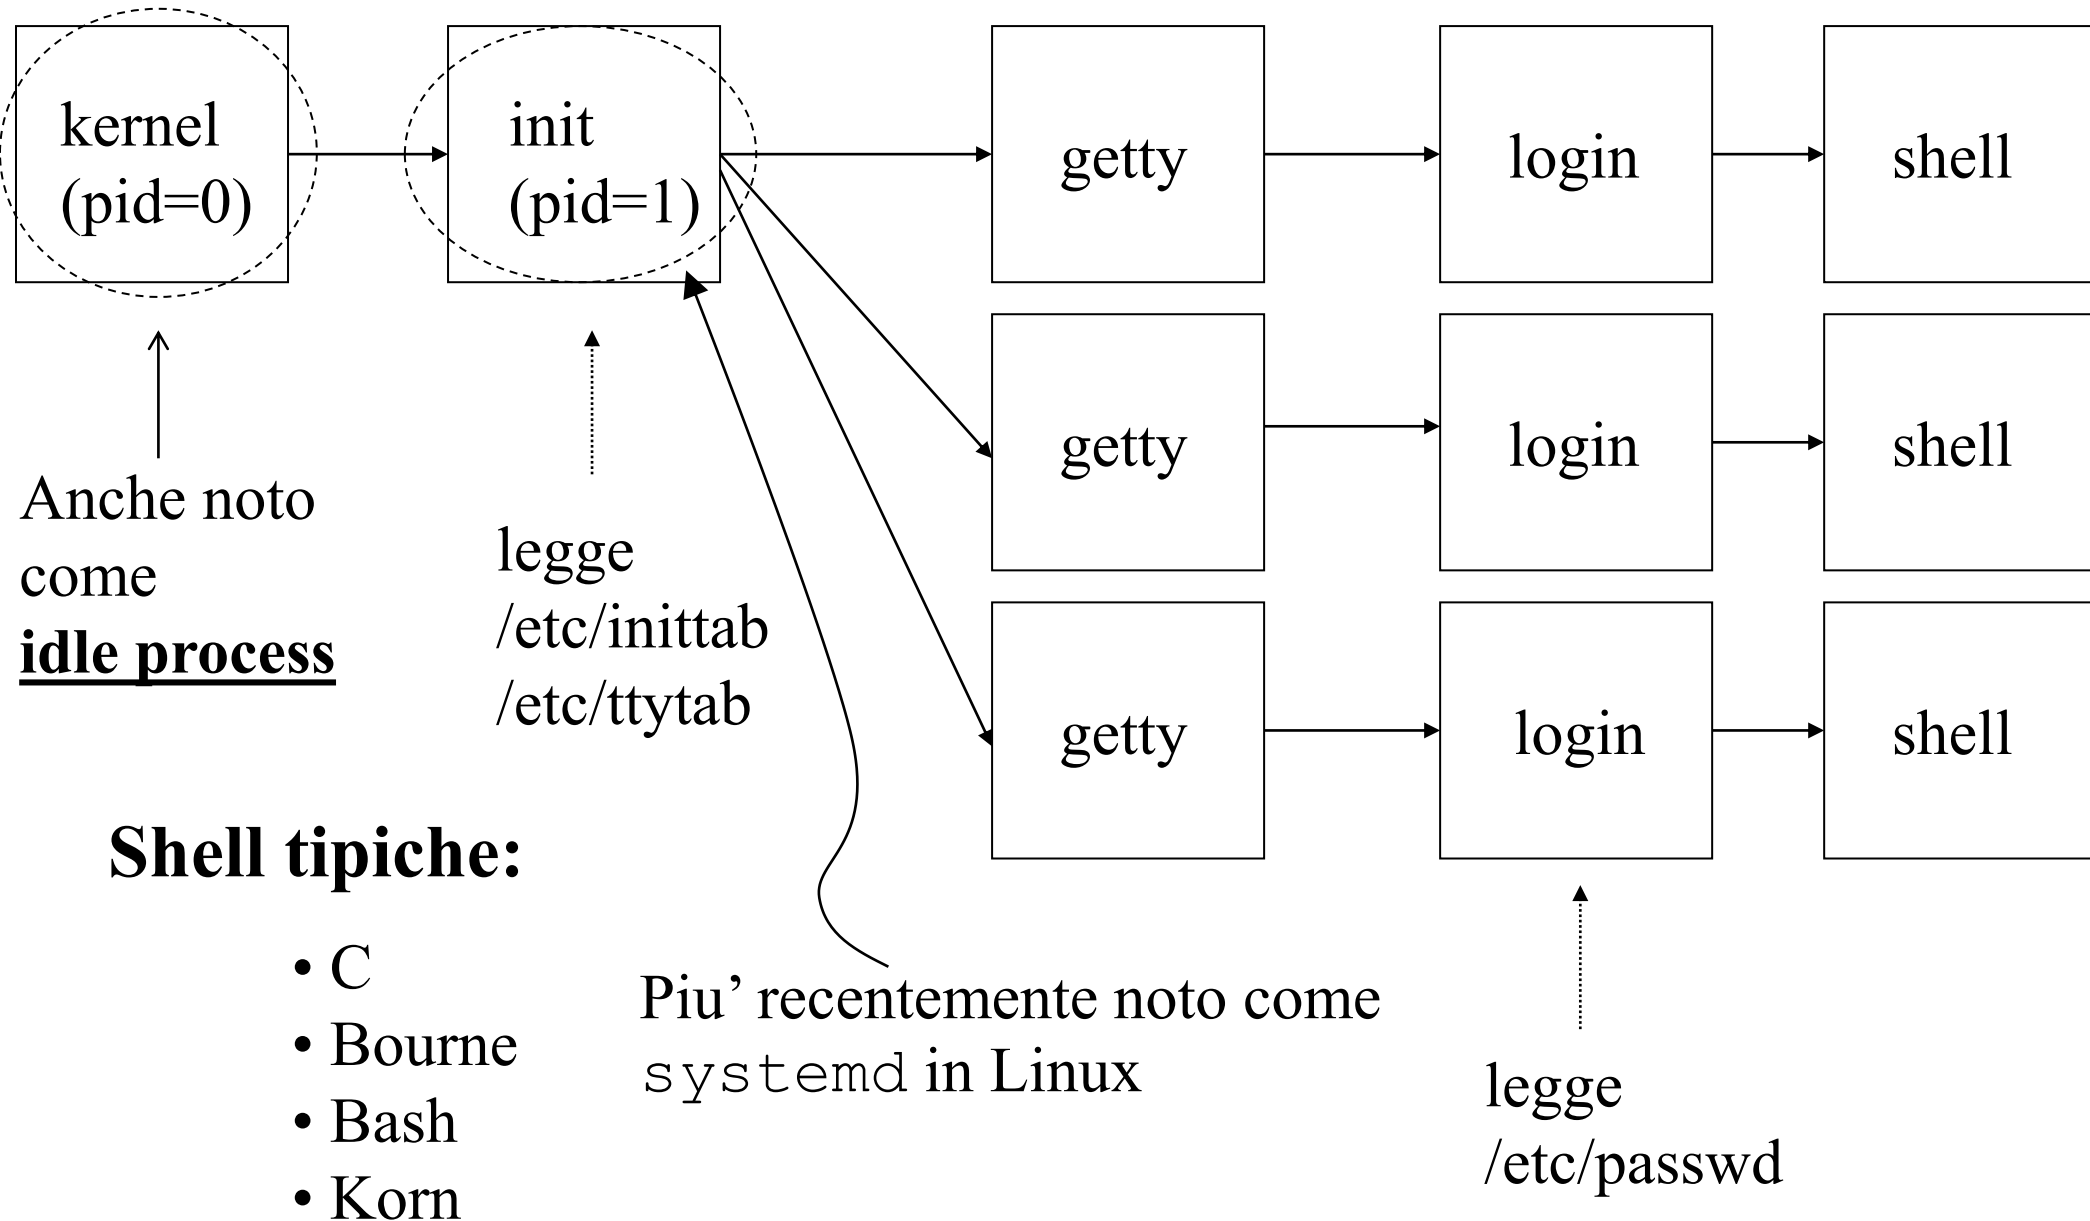 kernel
(pid=0)
init
(pid=1)
getty
login
shell
getty
login
shell
getty
login
shell
Anche noto
come
idle process
legge
/etc/inittab
/etc/ttytab
Shell tipiche:
• C
• Bourne
• Bash
• Korn
Piu’ recentemente noto come
systemd in Linux
legge
/etc/passwd